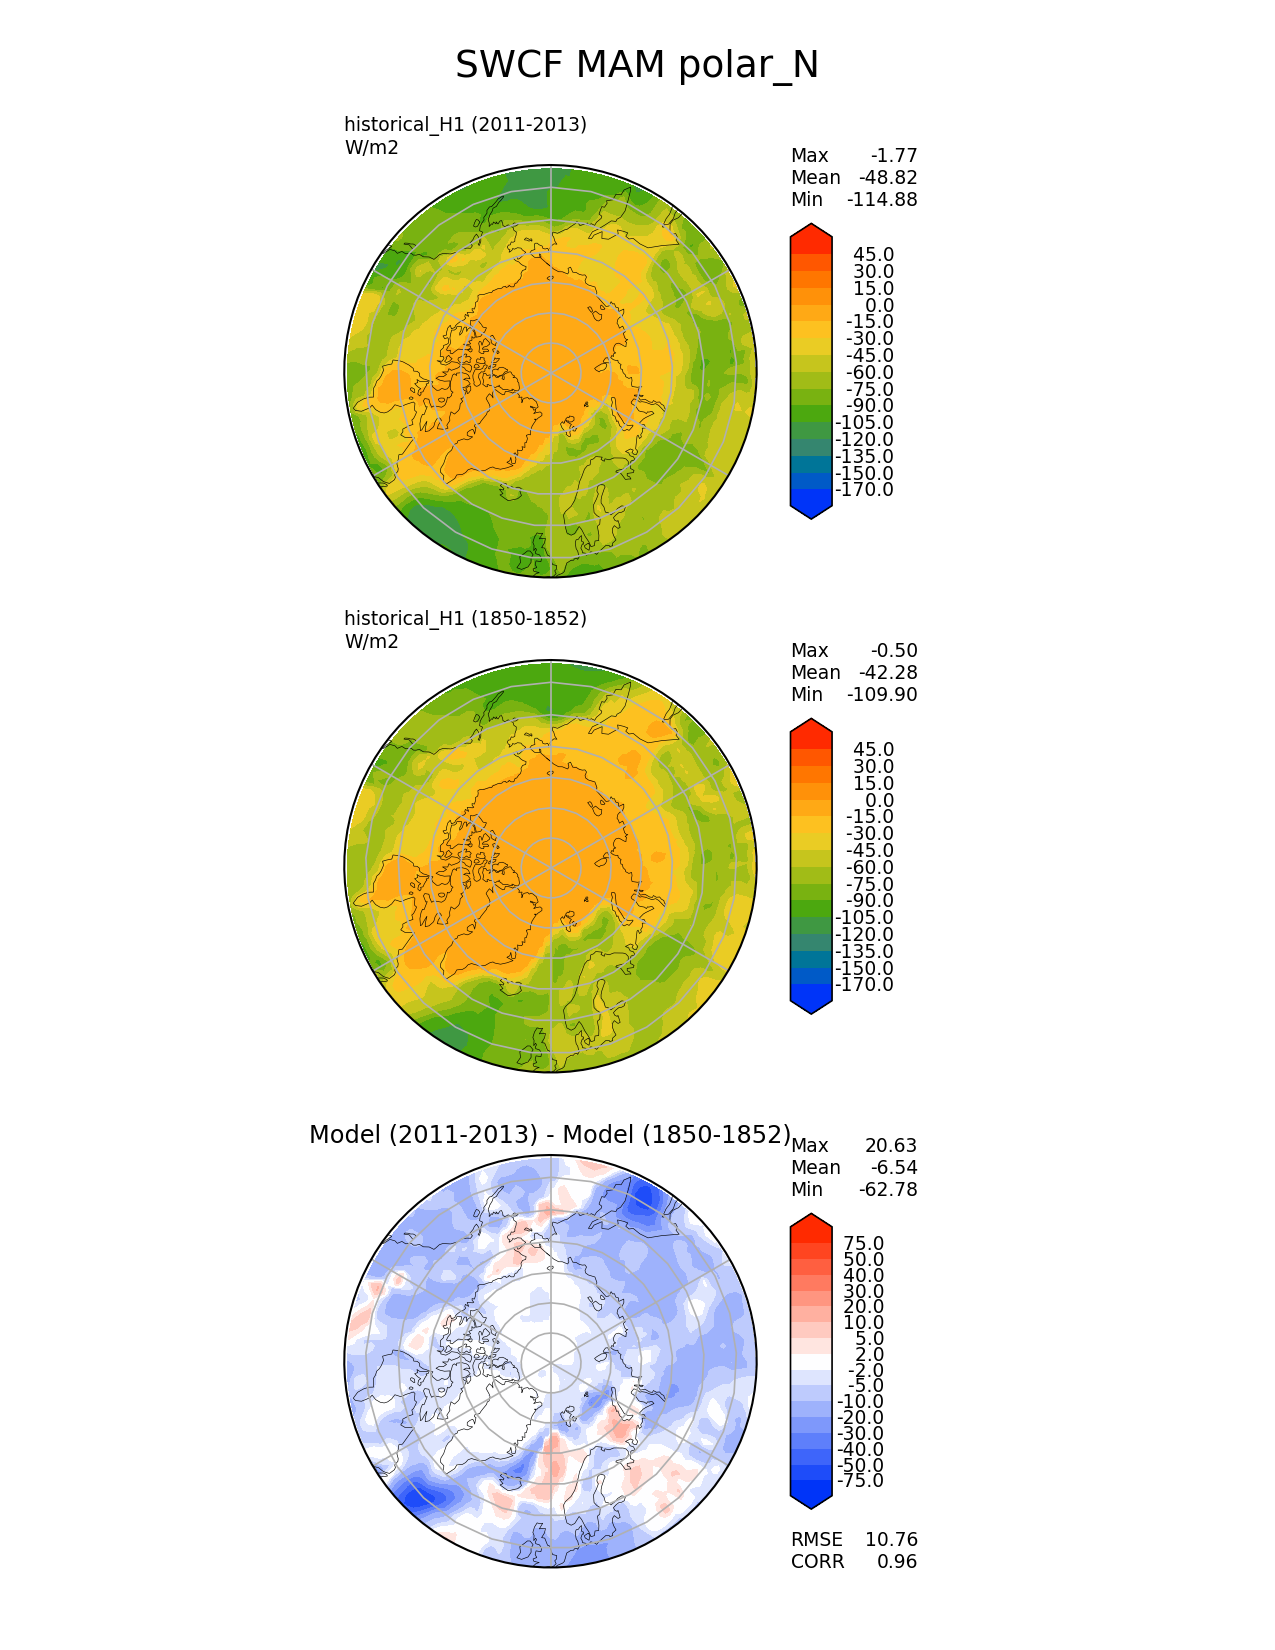 SWCF MAM polar_N
historical_H1 (2011-2013)
W/m2
Max -1.77
Mean -48.82
Min -114.88
45.0
30.0
15.0
0.0
-15.0
-30.0
-45.0
-60.0
-75.0
-90.0
-105.0
-120.0
-135.0
-150.0
-170.0
historical_H1 (1850-1852)
W/m2
Max -0.50
Mean -42.28
Min -109.90
45.0
30.0
15.0
0.0
-15.0
-30.0
-45.0
-60.0
-75.0
-90.0
-105.0
-120.0
-135.0
-150.0
-170.0
Model (2011-2013) - Model (1850-1852)
Max 20.63
Mean -6.54
Min -62.78
75.0
50.0
40.0
30.0
20.0
10.0
5.0
2.0
-2.0
-5.0
-10.0
-20.0
-30.0
-40.0
-50.0
-75.0
RMSE 10.76
CORR 0.96